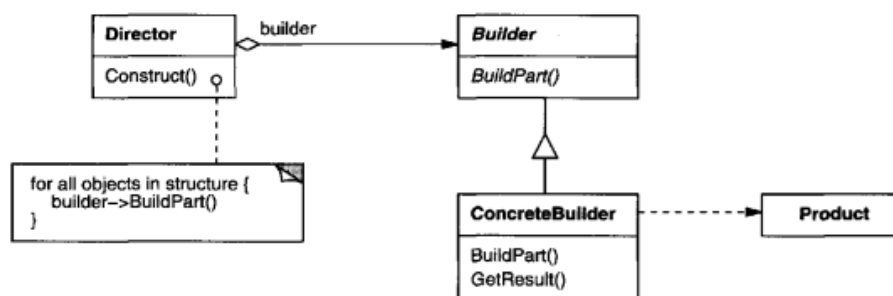 Director
builder
Builder
Construct()
BuildPart()
for all objects in structure {
builder->BuildPart()
}
ConcreteBuilder
Product
BuildPart()
GetResult()